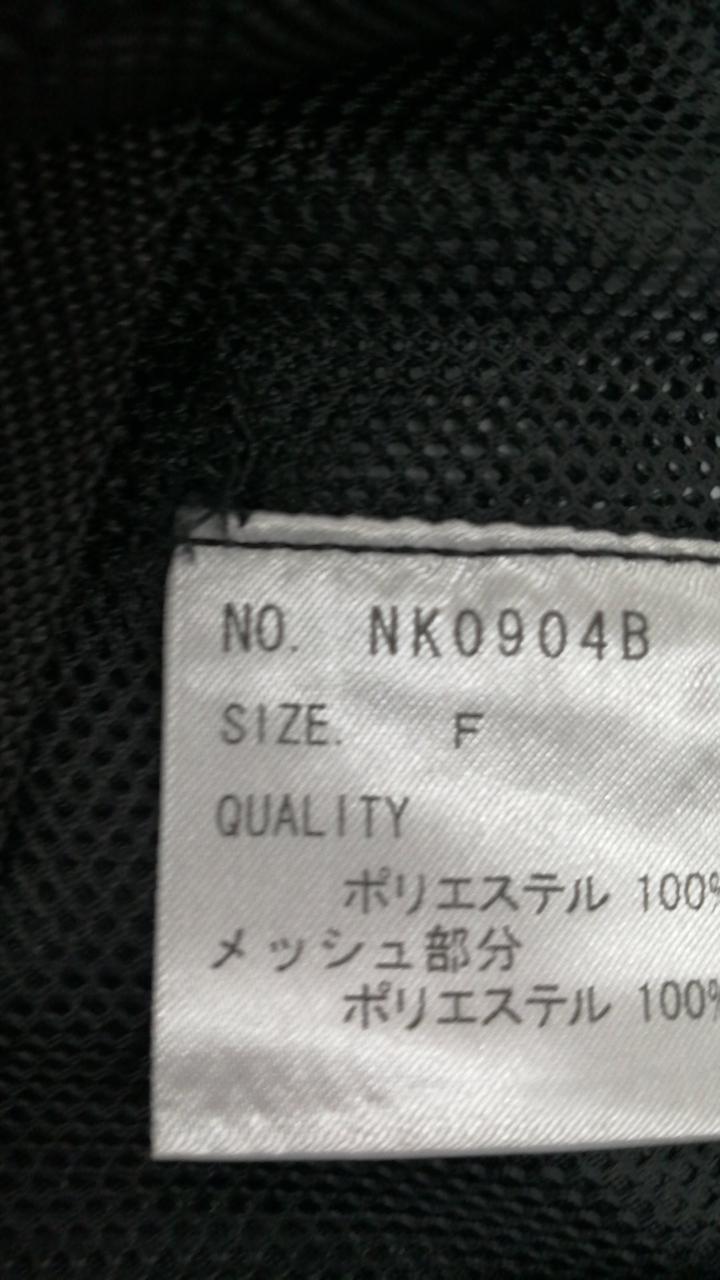 NO. NK0904B
SIZE. F
QUALITY
ポリエステル 100%
メッシュ部分
ポリエステル 100%